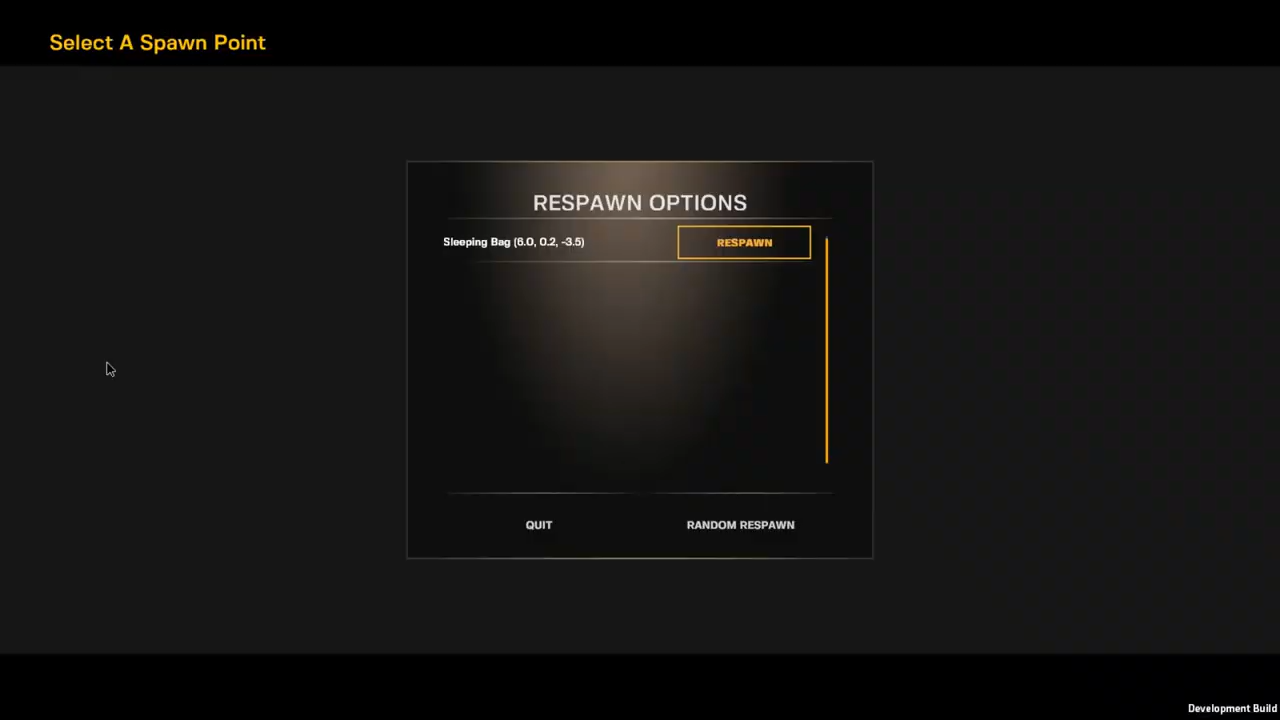 Select A Spawn Point
RESPAWN OPTIONS
Sleeping Bag (6.0, 0.2, -3.5)
RESPAWN
QUIT
RANDOM RESPAWN
Development Build